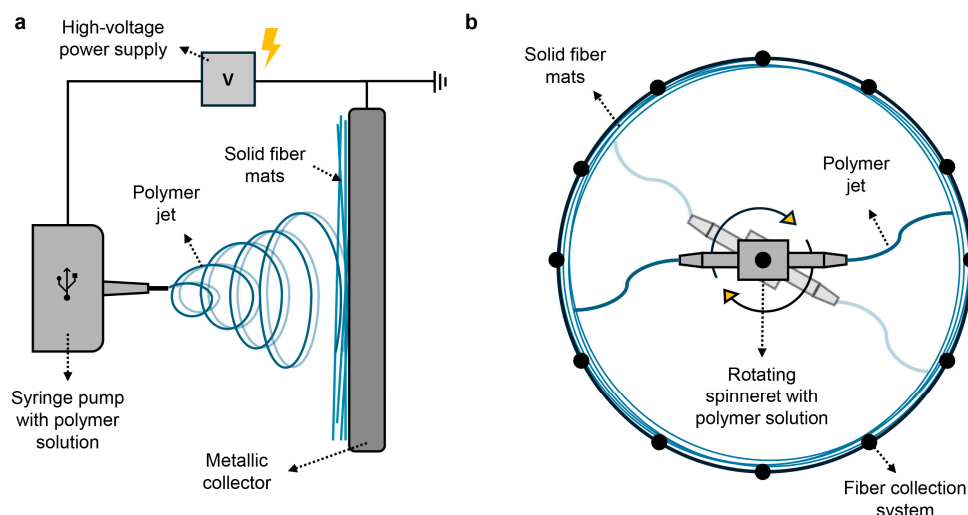 a
High-voltage
power supply
V
Solid fiber
mats
Polymer
jet
Syringe pump
with polymer
solution
Metallic
collector
b
Solid fiber
mats
Polymer
jet
Rotating
spinneret with
polymer solution
Fiber collection
system